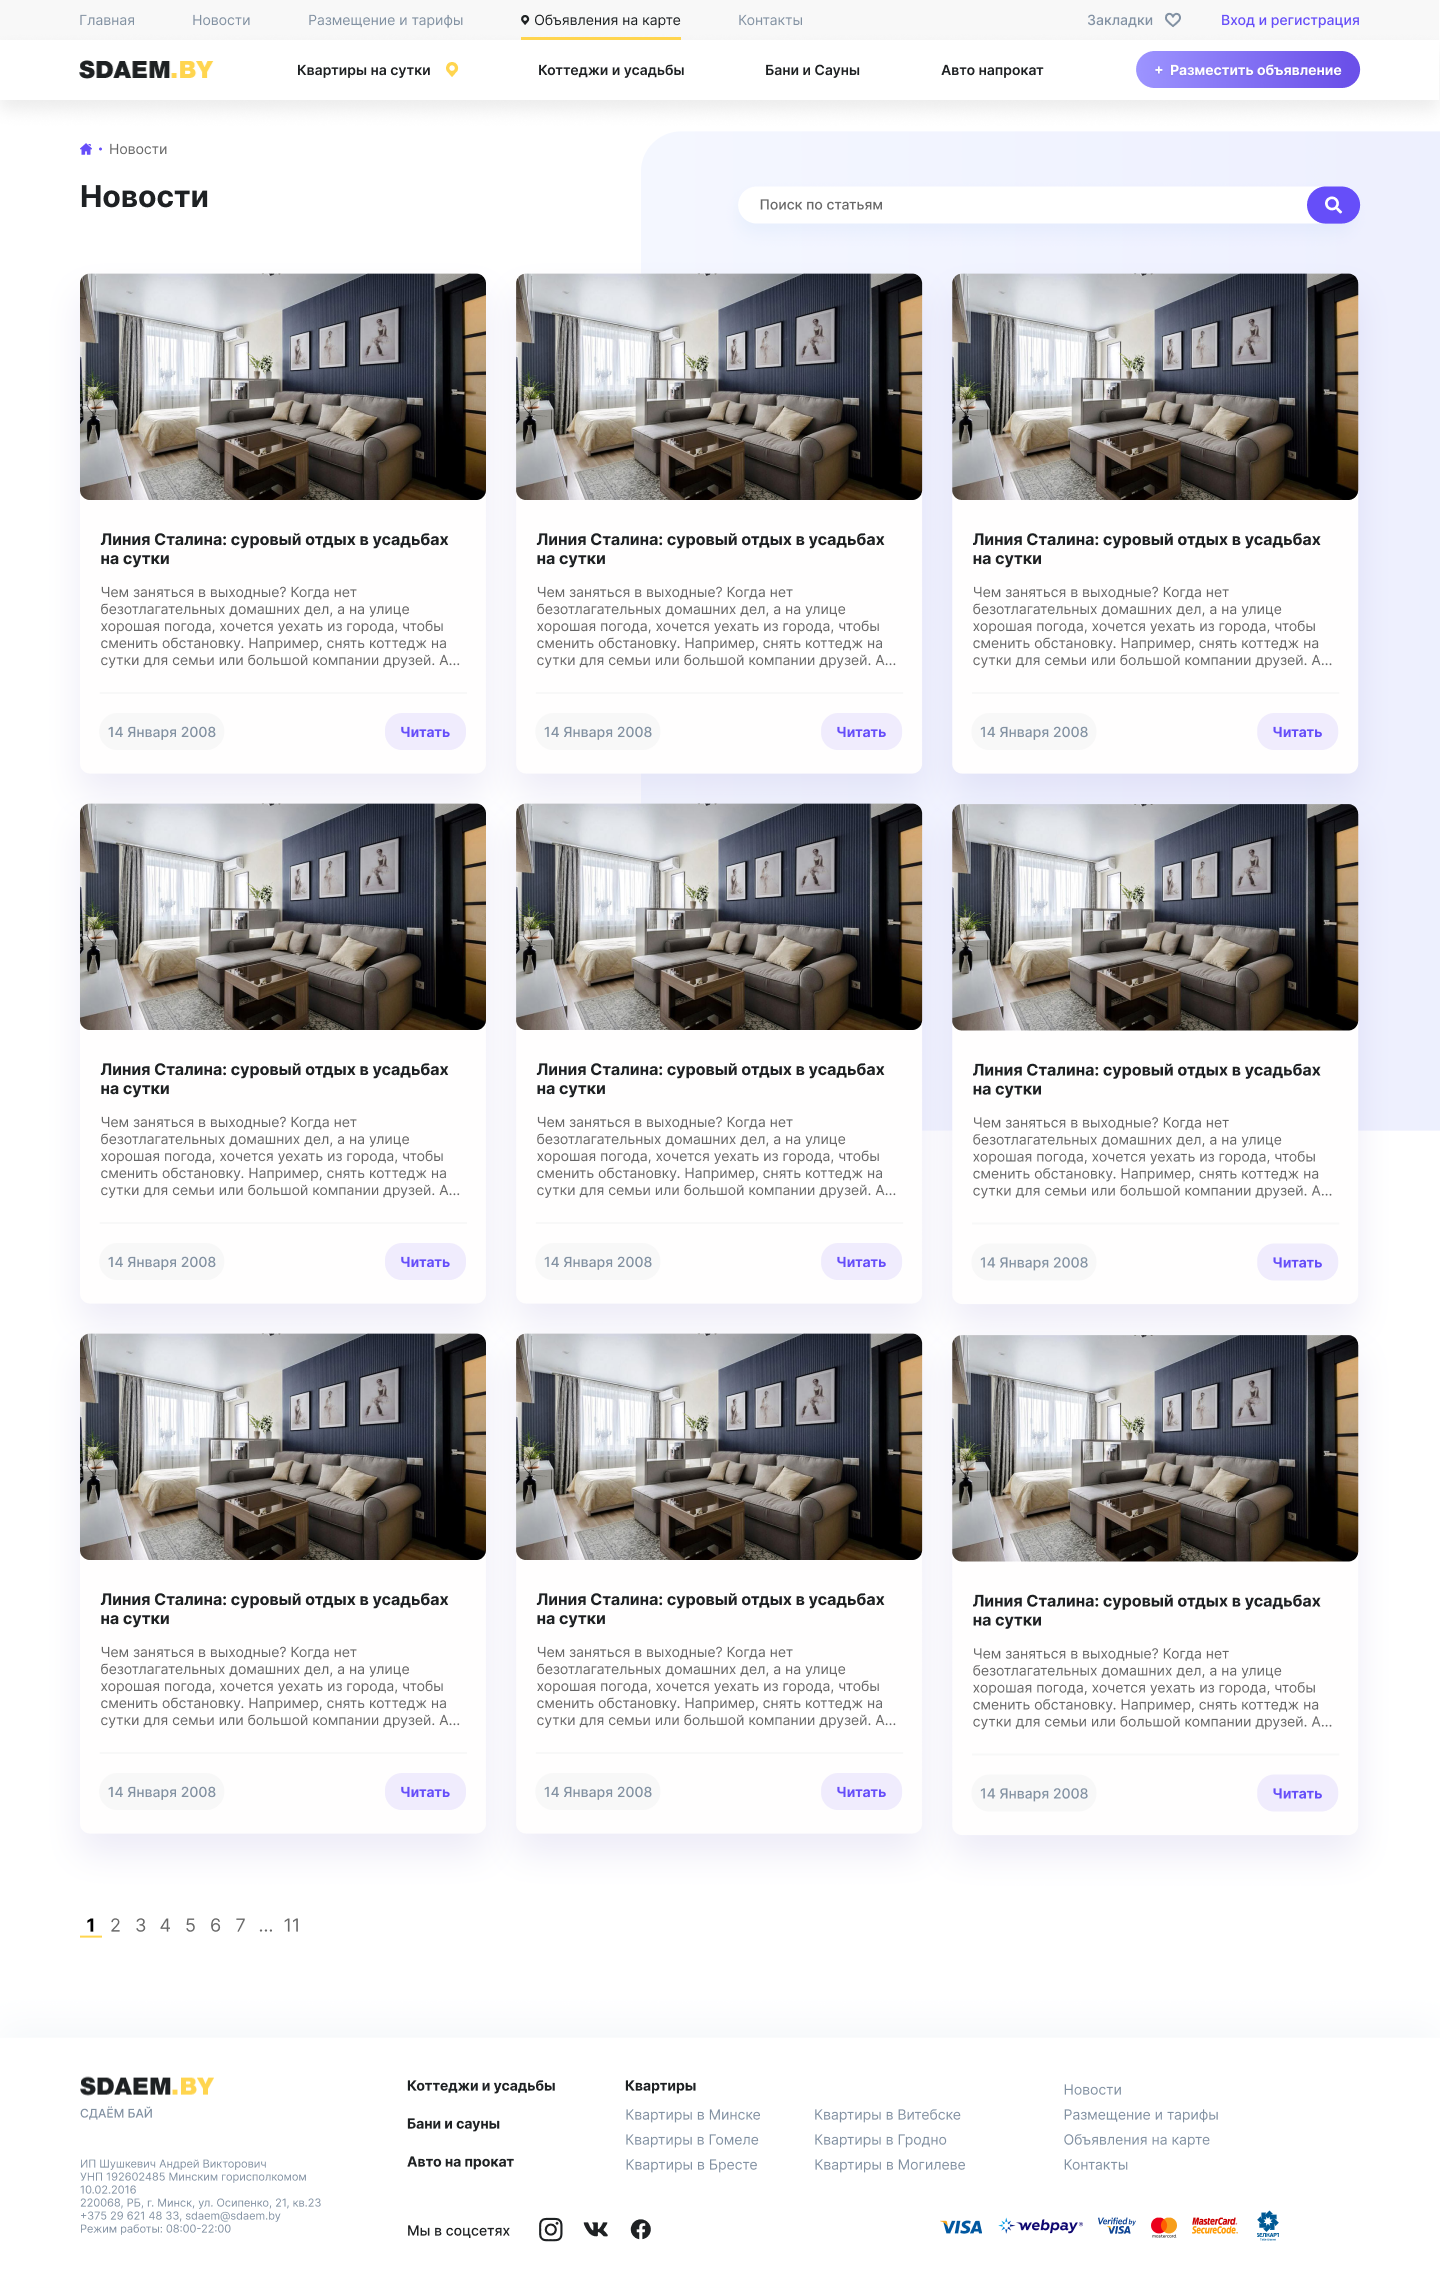 Главная Новости Размещение и тарифы Объявления на карте Контакты Закладки Вход и регистрация
SDAEM.BY Квартиры на сутки Коттеджи и усадьбы Бани и Сауны Авто напрокат + Разместить объявление
Новости
Новости
Поиск по статьям
Линия Сталина: суровый отдых в усадьбах
на сутки
Чем заняться в выходные? Когда нет
безотлагательных домашних дел, а на улице
хорошая погода, хочется уехать из города, чтобы
сменить обстановку. Например, снять коттедж на
сутки для семьи или большой компании друзей. А...
14 Января 2008 Читать
Линия Сталина: суровый отдых в усадьбах
на сутки
Чем заняться в выходные? Когда нет
безотлагательных домашних дел, а на улице
хорошая погода, хочется уехать из города, чтобы
сменить обстановку. Например, снять коттедж на
сутки для семьи или большой компании друзей. А...
14 Января 2008 Читать
Линия Сталина: суровый отдых в усадьбах
на сутки
Чем заняться в выходные? Когда нет
безотлагательных домашних дел, а на улице
хорошая погода, хочется уехать из города, чтобы
сменить обстановку. Например, снять коттедж на
сутки для семьи или большой компании друзей. А...
14 Января 2008 Читать
Линия Сталина: суровый отдых в усадьбах
на сутки
Чем заняться в выходные? Когда нет
безотлагательных домашних дел, а на улице
хорошая погода, хочется уехать из города, чтобы
сменить обстановку. Например, снять коттедж на
сутки для семьи или большой компании друзей. А...
14 Января 2008 Читать
Линия Сталина: суровый отдых в усадьбах
на сутки
Чем заняться в выходные? Когда нет
безотлагательных домашних дел, а на улице
хорошая погода, хочется уехать из города, чтобы
сменить обстановку. Например, снять коттедж на
сутки для семьи или большой компании друзей. А...
14 Января 2008 Читать
Линия Сталина: суровый отдых в усадьбах
на сутки
Чем заняться в выходные? Когда нет
безотлагательных домашних дел, а на улице
хорошая погода, хочется уехать из города, чтобы
сменить обстановку. Например, снять коттедж на
сутки для семьи или большой компании друзей. А...
14 Января 2008 Читать
Линия Сталина: суровый отдых в усадьбах
на сутки
Чем заняться в выходные? Когда нет
безотлагательных домашних дел, а на улице
хорошая погода, хочется уехать из города, чтобы
сменить обстановку. Например, снять коттедж на
сутки для семьи или большой компании друзей. А...
14 Января 2008 Читать
Линия Сталина: суровый отдых в усадьбах
на сутки
Чем заняться в выходные? Когда нет
безотлагательных домашних дел, а на улице
хорошая погода, хочется уехать из города, чтобы
сменить обстановку. Например, снять коттедж на
сутки для семьи или большой компании друзей. А...
14 Января 2008 Читать
Линия Сталина: суровый отдых в усадьбах
на сутки
Чем заняться в выходные? Когда нет
безотлагательных домашних дел, а на улице
хорошая погода, хочется уехать из города, чтобы
сменить обстановку. Например, снять коттедж на
сутки для семьи или большой компании друзей. А...
14 Января 2008 Читать
1 2 3 4 5 6 7 ... 11
SDAEM.BY
СДАЁМ БАЙ
ИП Шушкевич Андрей Викторович
УНП 192602485 Минским горисполкомом
10.02.2016
220068, РБ, г. Минск, ул. Осипенко, 21, кв.23
+375 29 621 48 33, sdaem@sdaem.by
Режим работы: 08:00-22:00
Коттеджи и усадьбы
Бани и сауны
Авто на прокат
Квартиры
Квартиры в Минске Квартиры в Витебске
Квартиры в Гомеле Квартиры в Гродно
Квартиры в Бресте Квартиры в Могилеве
Новости
Размещение и тарифы
Объявления на карте
Контакты
Мы в соцсетях
VISA webpay Verified by VISA mastercard MasterCard. SecureCode. БЕЛКАРТ